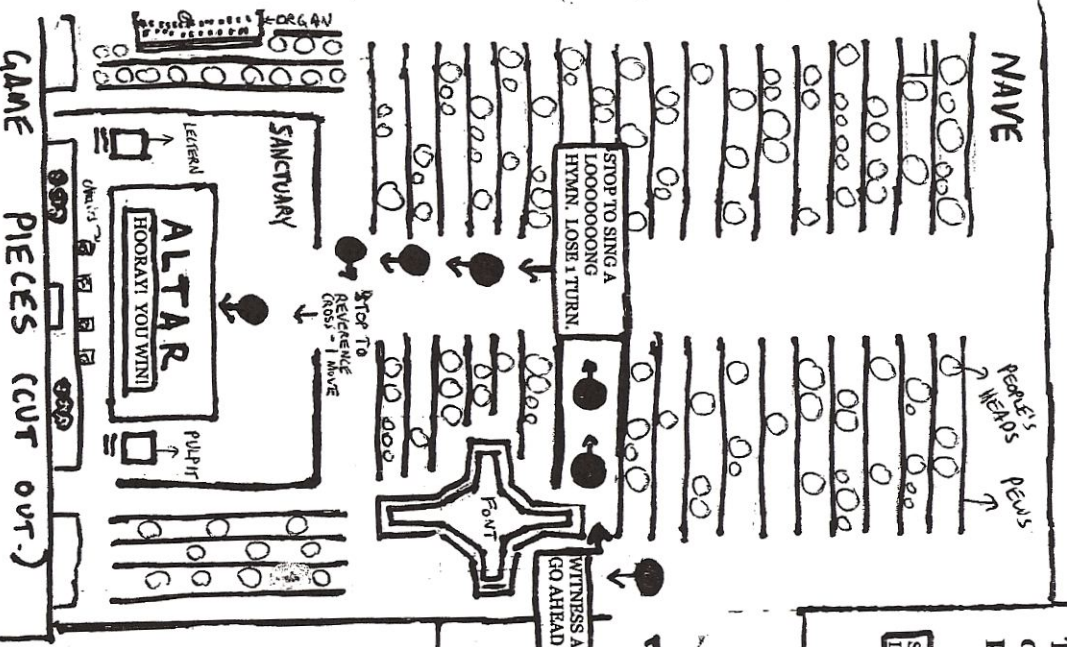 ←ORGAN
NAVE
SANCTUARY
LECTERN
chairs
STOP TO SING A
LOOOOOOONG
HYMN. LOSE 1 TURN.
STOP TO
REVERENCE
CROSS - 1 MOVE
ALTAR
HOORAY! YOU WIN!
PEOPLE'S
HEADS
PEWS
PULPIT
FONT
WITNESS A
GO AHEAD
GAME PIECES (CUT OUT.)